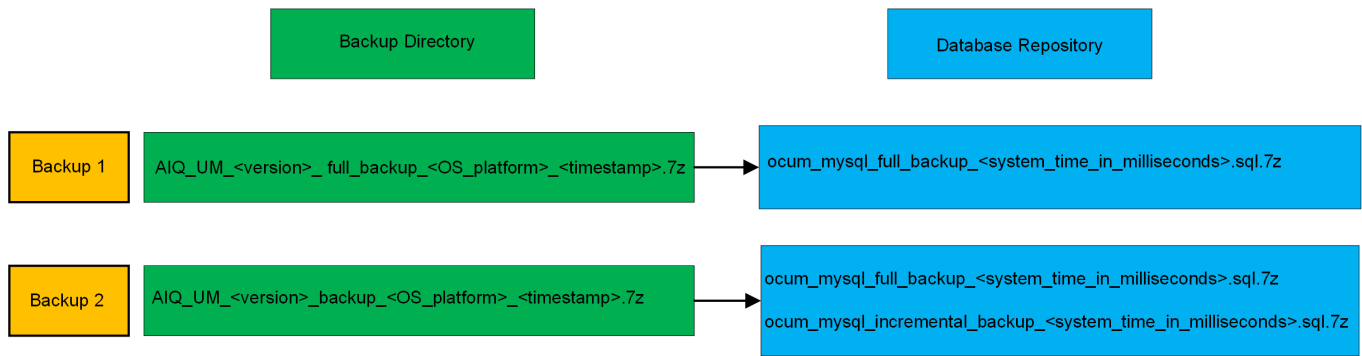 Backup Directory
Database Repository
Backup 1
AIQ_UM_<version>_ full_backup_<OS_platform>_<timestamp>.7z
ocum_mysql_full_backup_<system_time_in_milliseconds>.sql.7z
Backup 2
AIQ_UM_<version>_backup_<OS_platform>_<timestamp>.7z
ocum_mysql_full_backup_<system_time_in_milliseconds>.sql.7z
ocum_mysql_incremental_backup_<system_time_in_milliseconds>.sql.7z